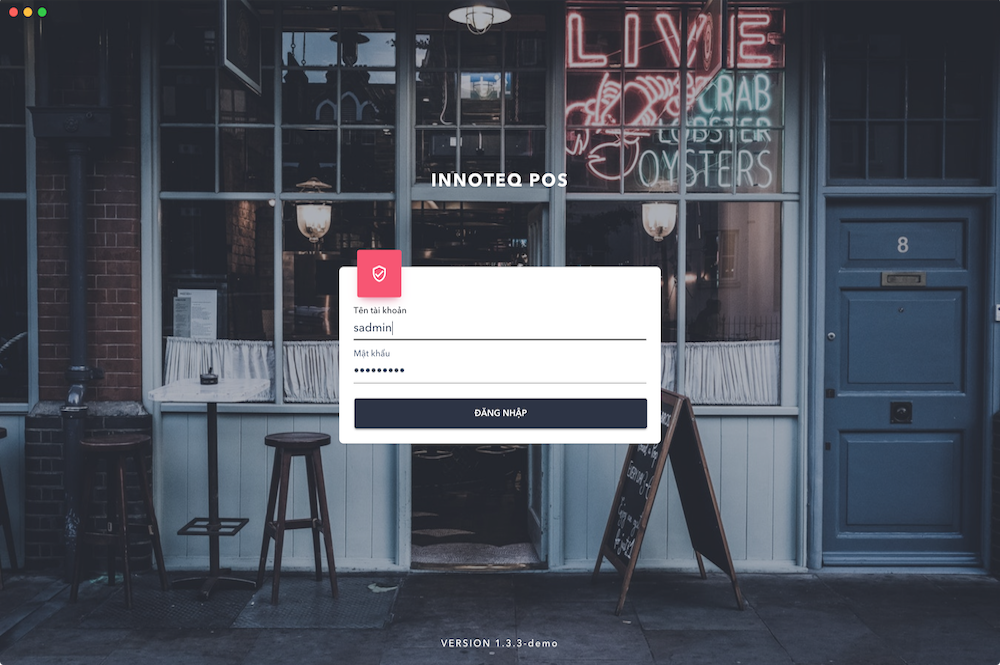 LIVE
CRAB
LOBSTER
OYSTERS
INNOTEQ POS
8
Tên tài khoản
sadmin
Mật khẩu
•••••••••
ĐĂNG NHẬP
VERSION 1.3.3-demo